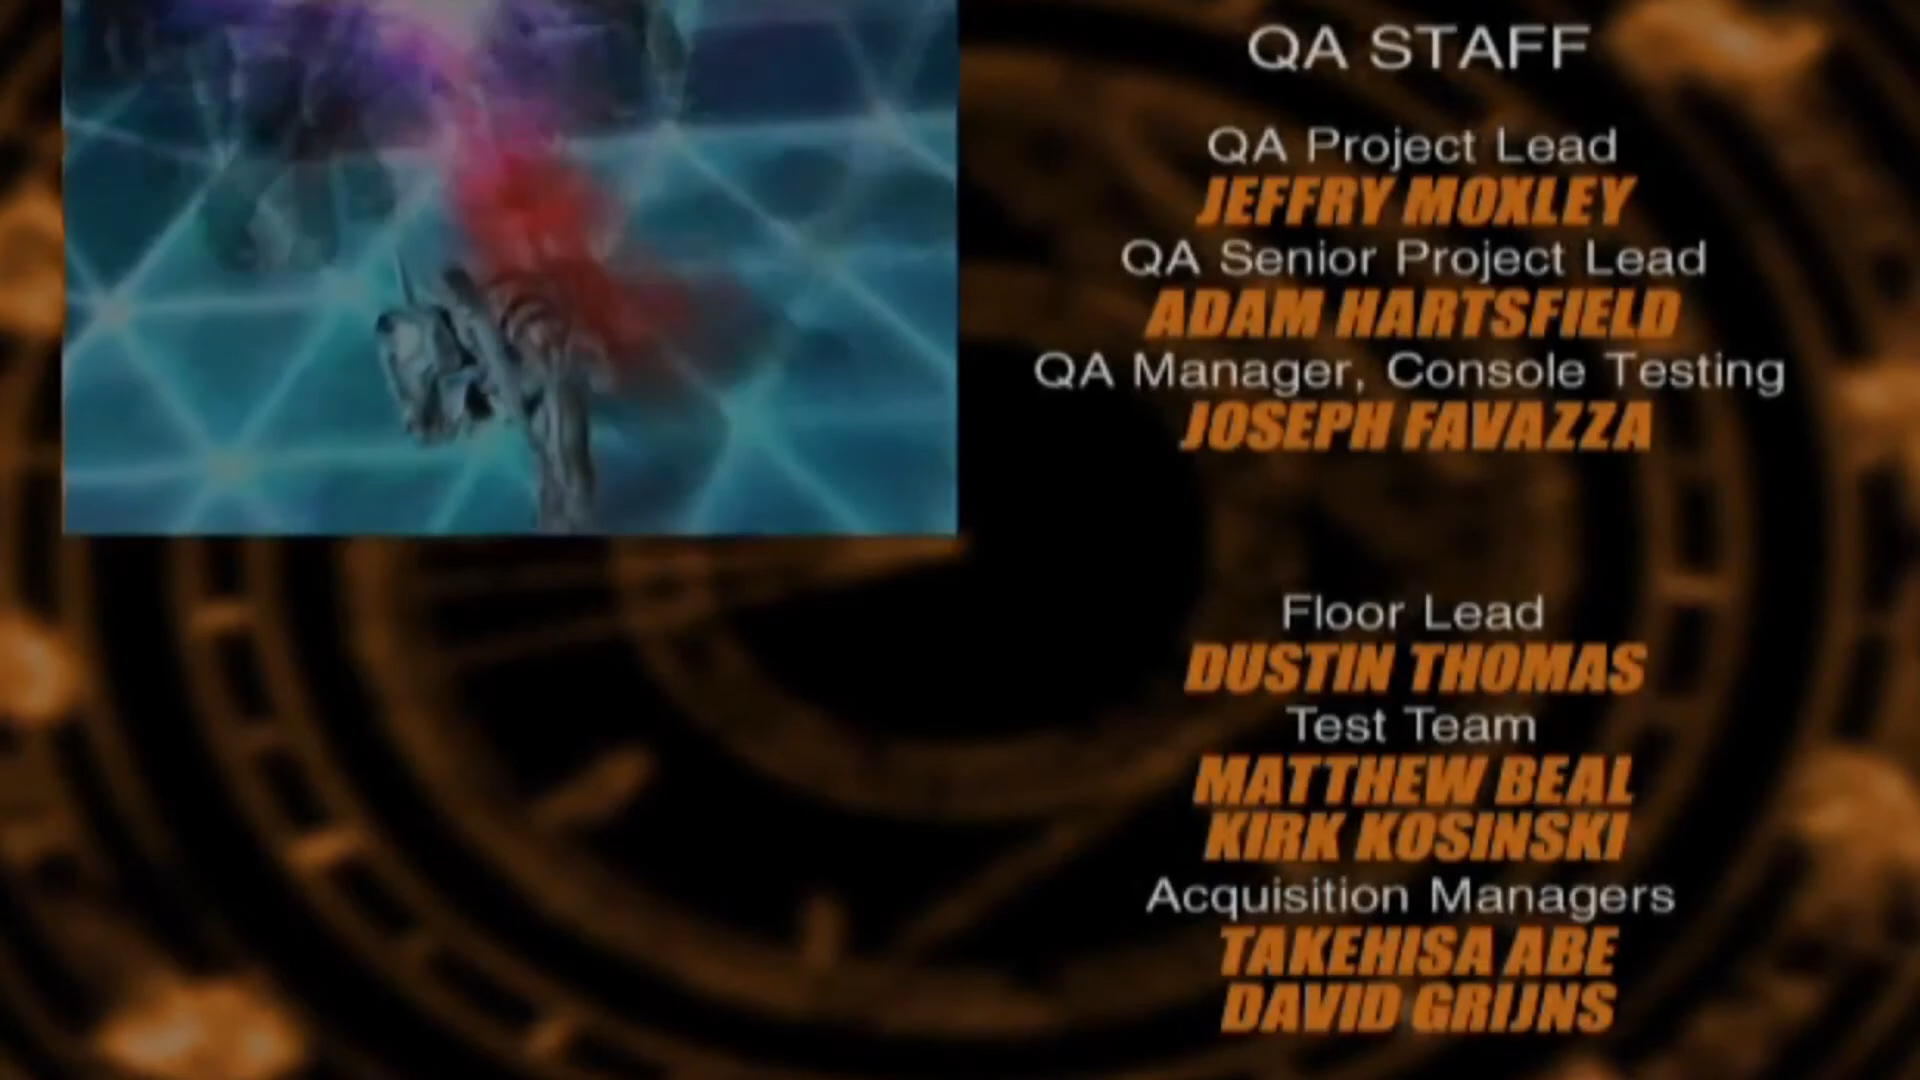 QA STAFF
QA Project Lead
JEFFRY MOXLEY
QA Senior Project Lead
ADAM HARTSFIELD
QA Manager, Console Testing
JOSEPH FAVAZZA
Floor Lead
DUSTIN THOMAS
Test Team
MATTHEW BEAL
KIRK KOSINSKI
Acquisition Managers
TAKEHISA ABE
DAVID GRIJNS